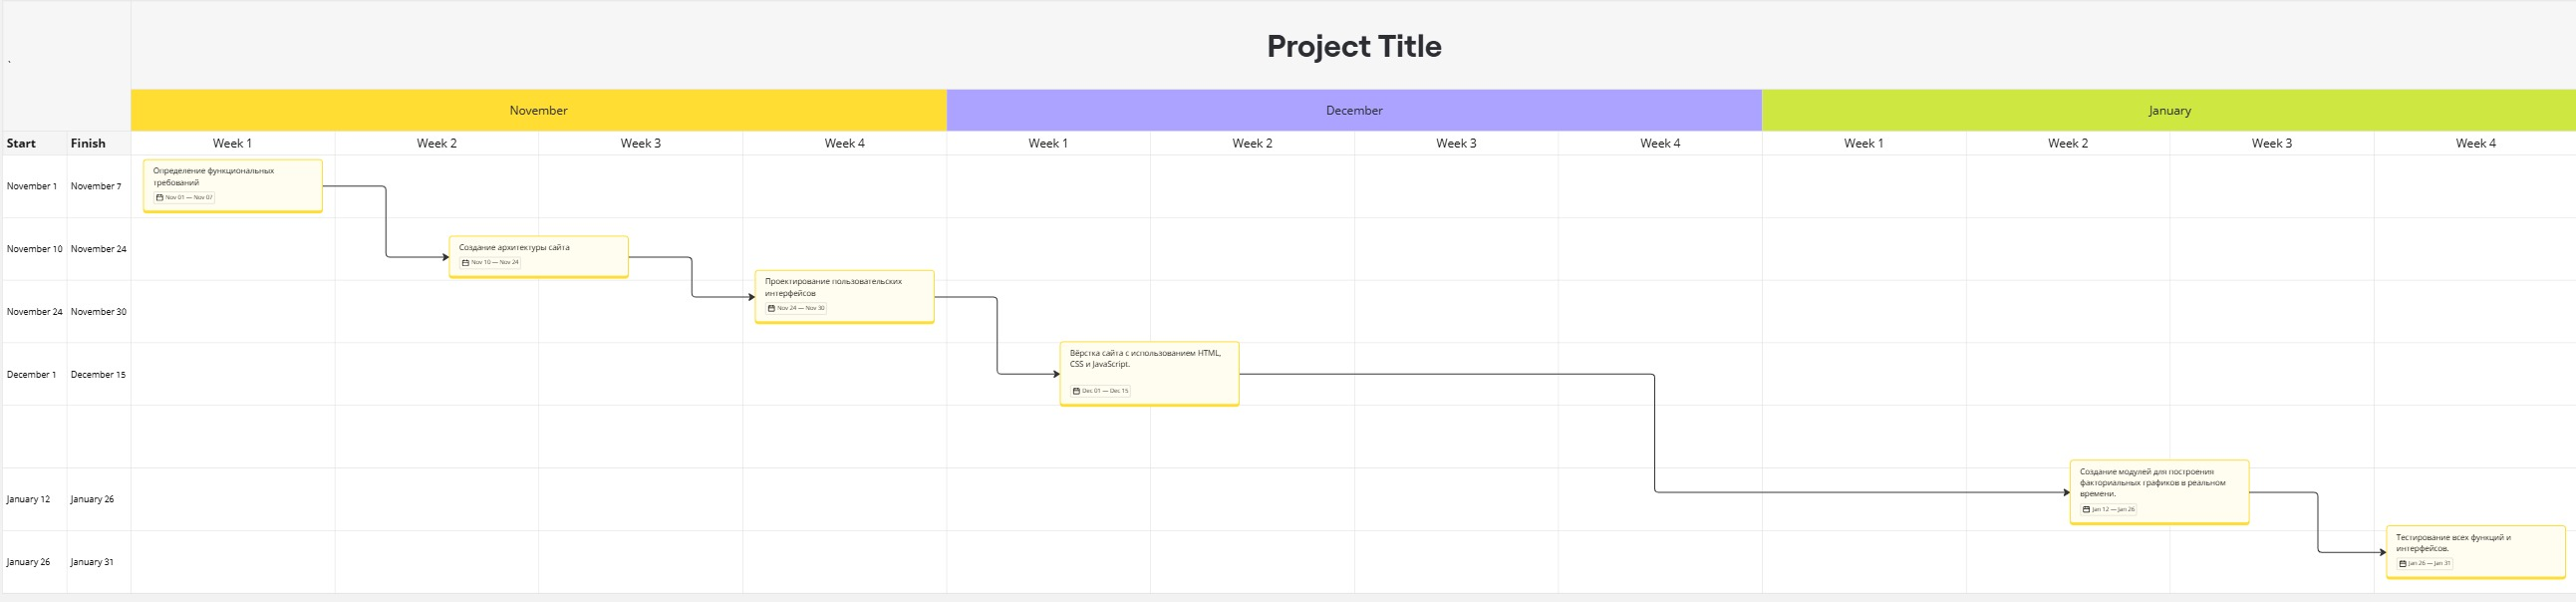 Project Title
`
November December January
Start Finish Week 1 Week 2 Week 3 Week 4 Week 1 Week 2 Week 3 Week 4 Week 1 Week 2 Week 3 Week 4
November 1 November 7
Определение функциональных
требований
Nov 01 — Nov 07
November 10 November 24
Создание архитектуры сайта
Nov 10 — Nov 24
November 24 November 30
Проектирование пользовательских
интерфейсов
Nov 24 — Nov 30
December 1 December 15
Вёрстка сайта с использованием HTML,
CSS и JavaScript.
Dec 01 — Dec 15
January 12 January 26
Создание модулей для построения
факториальных графиков в реальном
времени.
Jan 12 — Jan 26
January 26 January 31
Тестирование всех функций и
интерфейсов.
Jan 26 — Jan 31